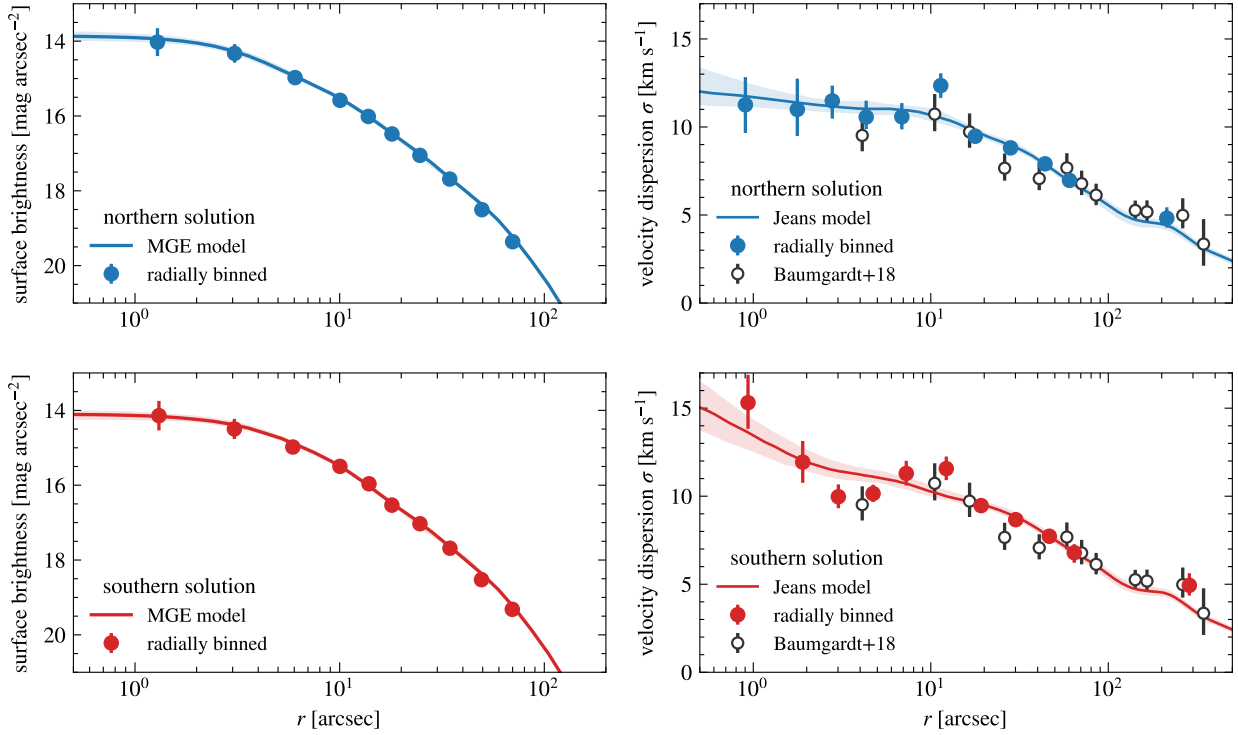 surface brightness [mag arcsec⁻²]
14
16
18
20
10⁰
10¹
10²
northern solution
MGE model
radially binned
velocity dispersion σ [km s⁻¹]
15
10
5
0
10⁰
10¹
10²
northern solution
Jeans model
radially binned
Baumgardt+18
surface brightness [mag arcsec⁻²]
14
16
18
20
10⁰
10¹
10²
r [arcsec]
southern solution
MGE model
radially binned
velocity dispersion σ [km s⁻¹]
15
10
5
0
10⁰
10¹
10²
r [arcsec]
southern solution
Jeans model
radially binned
Baumgardt+18